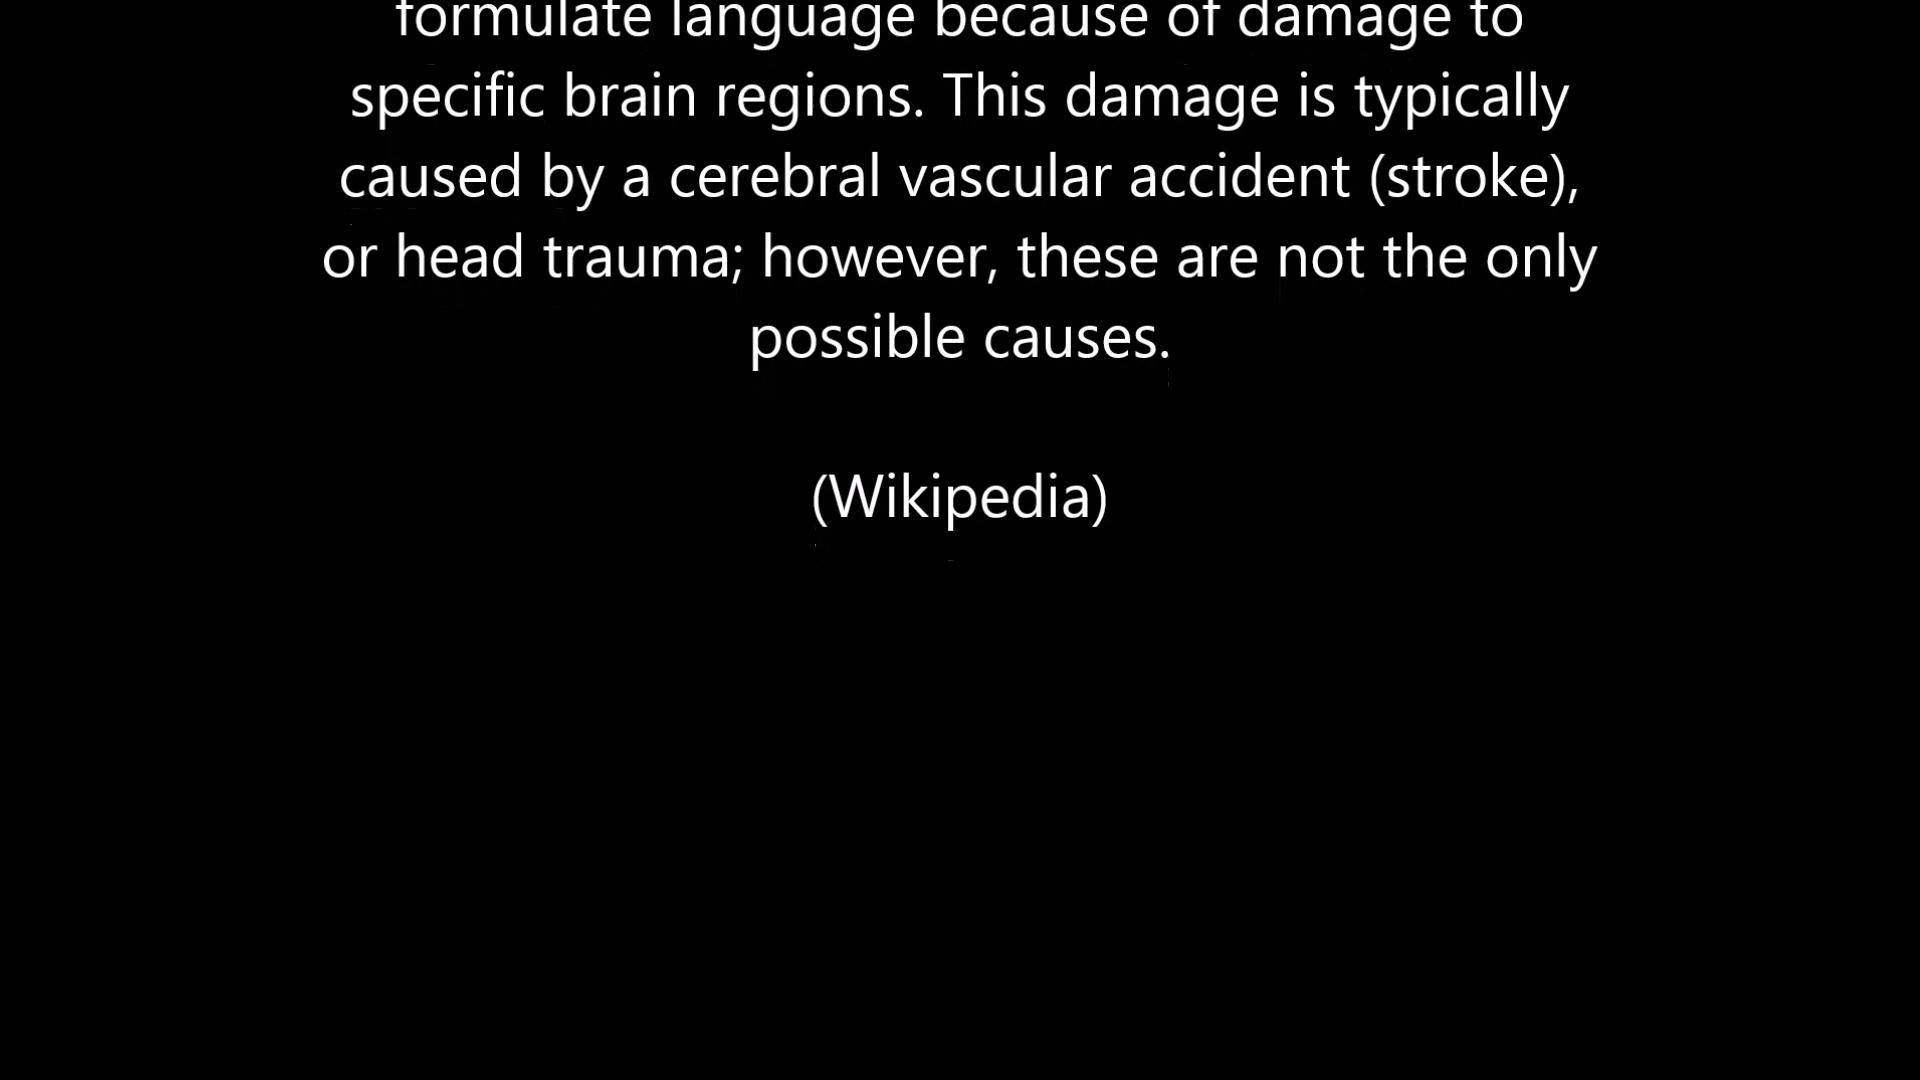 formulate language because of damage to
specific brain regions. This damage is typically
caused by a cerebral vascular accident (stroke),
or head trauma; however, these are not the only
possible causes.
(Wikipedia)